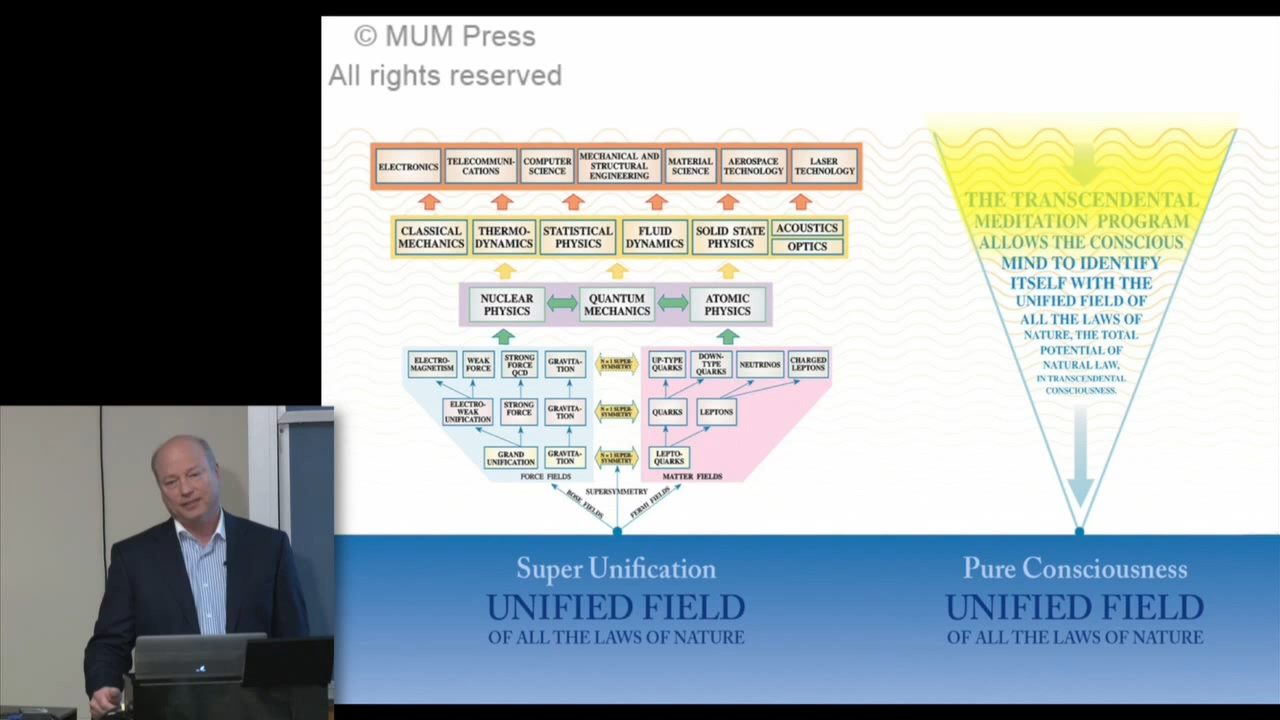 © MUM Press
All rights reserved
ELECTRONICS
TELECOMMUNI-
CATIONS
COMPUTER
SCIENCE
MECHANICAL AND
STRUCTURAL
ENGINEERING
MATERIAL
SCIENCE
AEROSPACE
TECHNOLOGY
LASER
TECHNOLOGY
CLASSICAL
MECHANICS
THERMO-
DYNAMICS
STATISTICAL
PHYSICS
FLUID
DYNAMICS
SOLID STATE
PHYSICS
ACOUSTICS
OPTICS
NUCLEAR
PHYSICS
QUANTUM
MECHANICS
ATOMIC
PHYSICS
ELECTRO-
MAGNETISM
WEAK
FORCE
STRONG
FORCE
QCD
GRAVITA-
TION
N = 1 SUPER-
SYMMETRY
UP-TYPE
QUARKS
DOWN-
TYPE
QUARKS
NEUTRINOS
CHARGED
LEPTONS
ELECTRO-
WEAK
UNIFICATION
STRONG
FORCE
GRAVITA-
TION
N = 1 SUPER-
SYMMETRY
QUARKS
LEPTONS
GRAND
UNIFICATION
GRAVITA-
TION
N = 1 SUPER-
SYMMETRY
LEPTO-
QUARKS
FORCE FIELDS
MATTER FIELDS
BOSE FIELDS
SUPERSYMMETRY
FERMI FIELDS
Super Unification
UNIFIED FIELD
OF ALL THE LAWS OF NATURE
THE TRANSCENDENTAL
MEDITATION PROGRAM
ALLOWS THE CONSCIOUS
MIND TO IDENTIFY
ITSELF WITH THE
UNIFIED FIELD OF
ALL THE LAWS OF
NATURE, THE TOTAL
POTENTIAL OF
NATURAL LAW,
IN TRANSCENDENTAL
CONSCIOUSNESS.
Pure Consciousness
UNIFIED FIELD
OF ALL THE LAWS OF NATURE